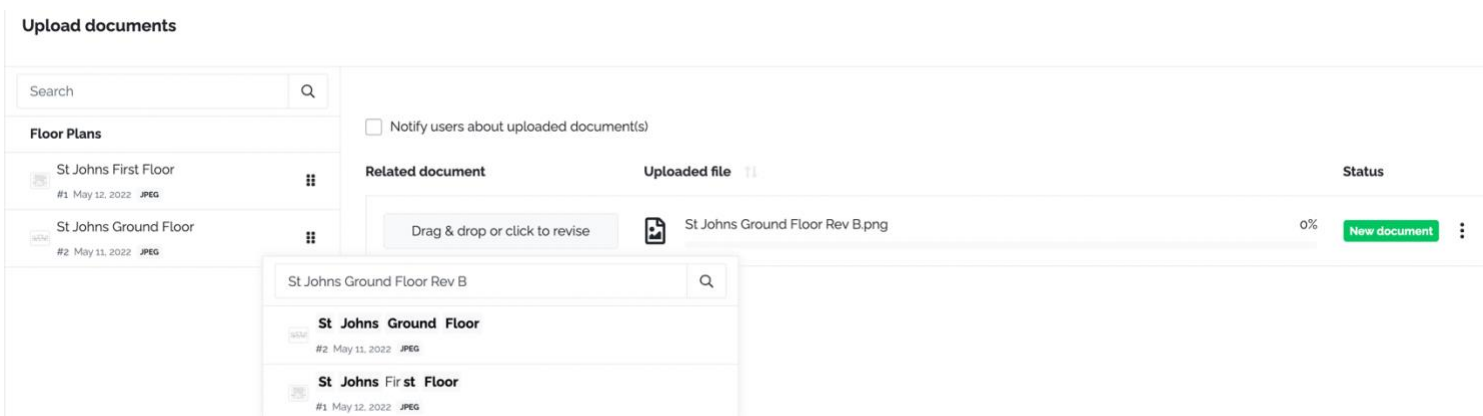 Upload documents
Search
Floor Plans
St Johns First Floor
#1 May 12, 2022 JPEG
St Johns Ground Floor
#2 May 11, 2022 JPEG
Notify users about uploaded document(s)
Related document Uploaded file Status
Drag & drop or click to revise St Johns Ground Floor Rev B.png 0% New document
St Johns Ground Floor Rev B
St Johns Ground Floor
#2 May 11, 2022 JPEG
St Johns First Floor
#1 May 12, 2022 JPEG